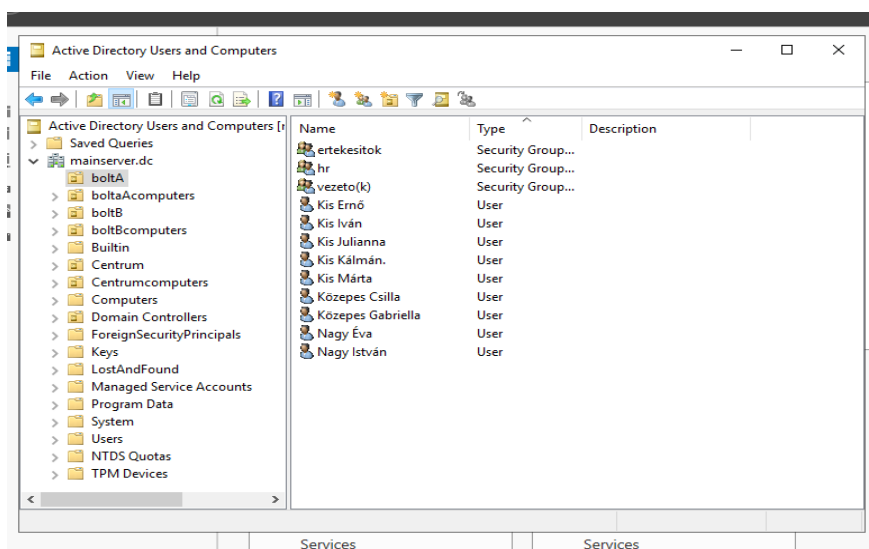 Active Directory Users and Computers
File Action View Help
Active Directory Users and Computers [r
Saved Queries
mainserver.dc
boltA
boltaAcomputers
boltB
boltBcomputers
Builtin
Centrum
Centrumcomputers
Computers
Domain Controllers
ForeignSecurityPrincipals
Keys
LostAndFound
Managed Service Accounts
Program Data
System
Users
NTDS Quotas
TPM Devices
Name Type Description
ertekesitok Security Group...
hr Security Group...
vezeto(k) Security Group...
Kis Ernő User
Kis Iván User
Kis Julianna User
Kis Kálmán. User
Kis Márta User
Közepes Csilla User
Közepes Gabriella User
Nagy Éva User
Nagy István User
Services Services